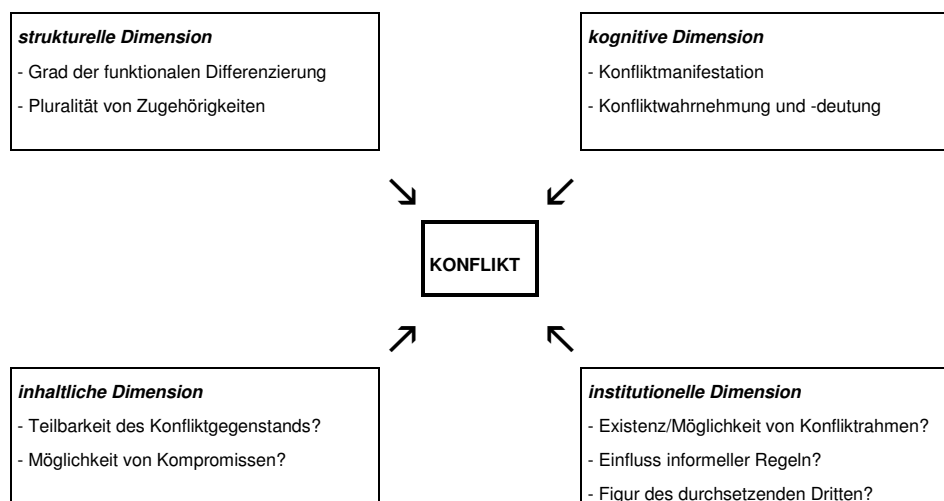 strukturelle Dimension
- Grad der funktionalen Differenzierung
- Pluralität von Zugehörigkeiten
kognitive Dimension
- Konfliktmanifestation
- Konfliktwahrnehmung und -deutung
KONFLIKT
inhaltliche Dimension
- Teilbarkeit des Konfliktgegenstands?
- Möglichkeit von Kompromissen?
institutionelle Dimension
- Existenz/Möglichkeit von Konfliktrahmen?
- Einfluss informeller Regeln?
- Figur des durchsetzenden Dritten?